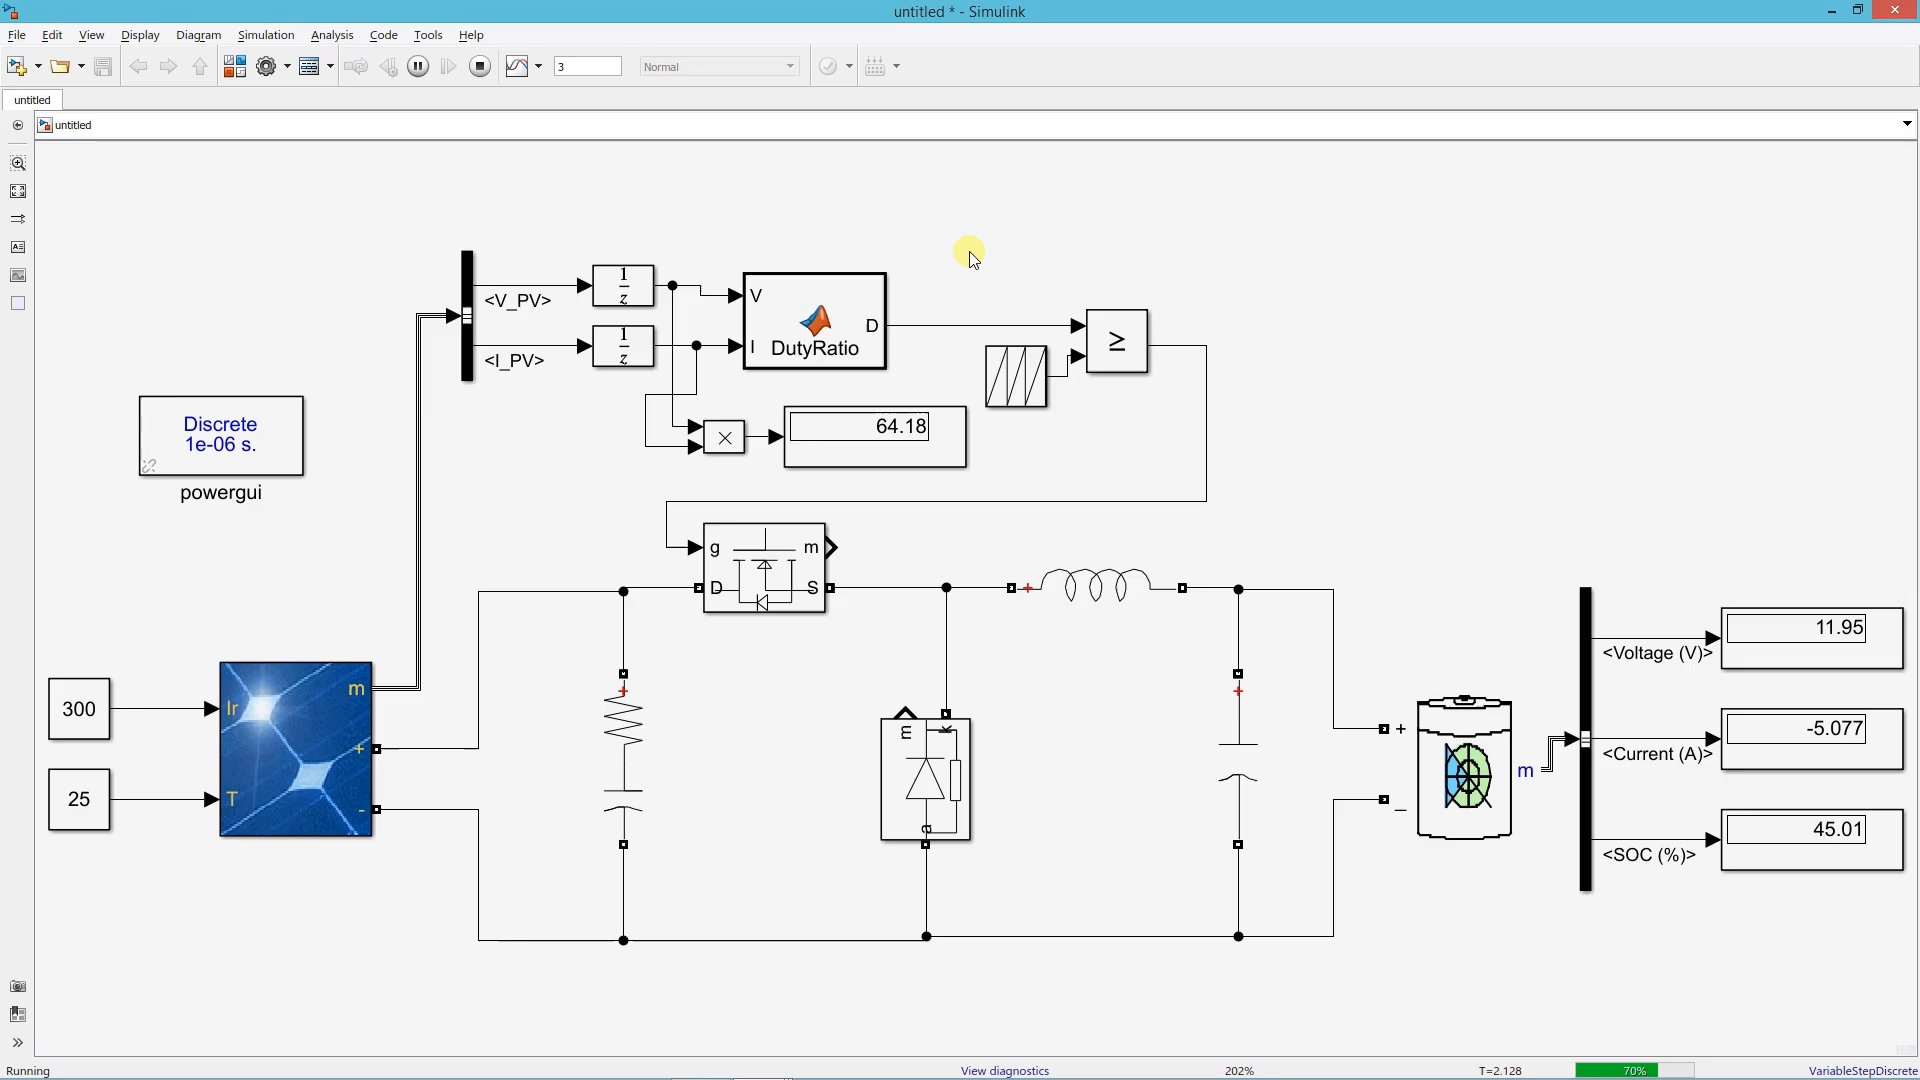 untitled * - Simulink
File Edit View Display Diagram Simulation Analysis Code Tools Help
3
Normal
untitled
untitled
<V_PV>
<I_PV>
1
z
1
z
V
I
D
DutyRatio
≥
×
64.18
Discrete
1e-06 s.
powergui
g
m
D
S
300
25
Ir
T
m
+
-
+
+
m
k
a
+
+
_
m
<Voltage (V)>
11.95
<Current (A)>
-5.077
<SOC (%)>
45.01
Running
View diagnostics
202%
T=2.128
70%
VariableStepDiscrete